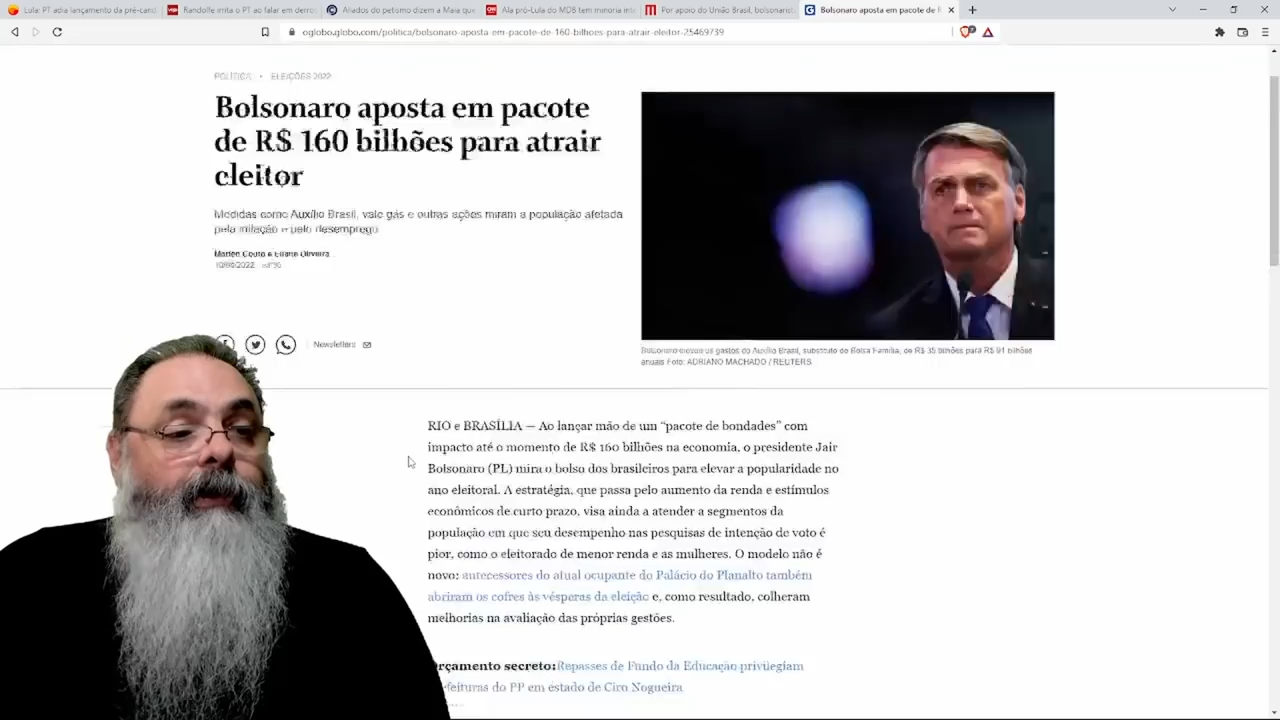 Lula: PT adia lançamento da pré-cand
Randolfe irrita o PT ao falar em derro
Aliados do petismo dizem a Maia que
Ala pró-Lula do MDB tem minoria inte
Por apoio do União Brasil, bolsonarist
Bolsonaro aposta em pacote de R
oglobo.globo.com/politica/bolsonaro-aposta-em-pacote-de-160-bilhoes-para-atrair-eleitor-25469739
POLÍTICA • ELEIÇÕES 2022
Bolsonaro aposta em pacote
de R$ 160 bilhões para atrair
eleitor
Medidas como Auxílio Brasil, vale gás e outras ações miram a população afetada
pela inflação e pelo desemprego
Oliveira
Newsletters
Bolsonaro elevou os gastos do Auxílio Brasil, substituto do Bolsa Família, de R$ 35 bilhões para R$ 91 bilhões
anuais Foto: ADRIANO MACHADO / REUTERS
RIO e BRASÍLIA — Ao lançar mão de um “pacote de bondades” com
impacto até o momento de R$ 160 bilhões na economia, o presidente Jair
Bolsonaro (PL) mira o bolso dos brasileiros para elevar a popularidade no
ano eleitoral. A estratégia, que passa pelo aumento da renda e estímulos
econômicos de curto prazo, visa ainda a atender a segmentos da
população em que seu desempenho nas pesquisas de intenção de voto é
pior, como o eleitorado de menor renda e as mulheres. O modelo não é
novo: antecessores do atual ocupante do Palácio do Planalto também
abriram os cofres às vésperas da eleição e, como resultado, colheram
melhorias na avaliação das próprias gestões.
rçamento secreto: Repasses de Fundo da Educação privilegiam
efeituras do PP em estado de Ciro Nogueira